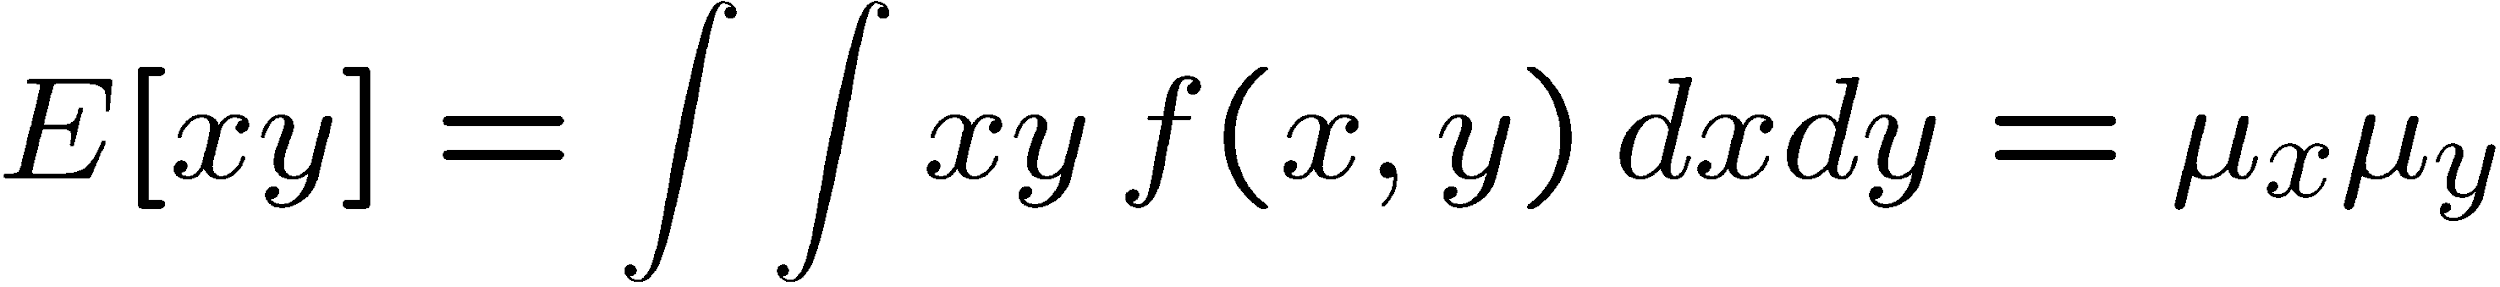 E[xy] = ∫ ∫ xy f(x, y) dxdy = μ_x μ_y